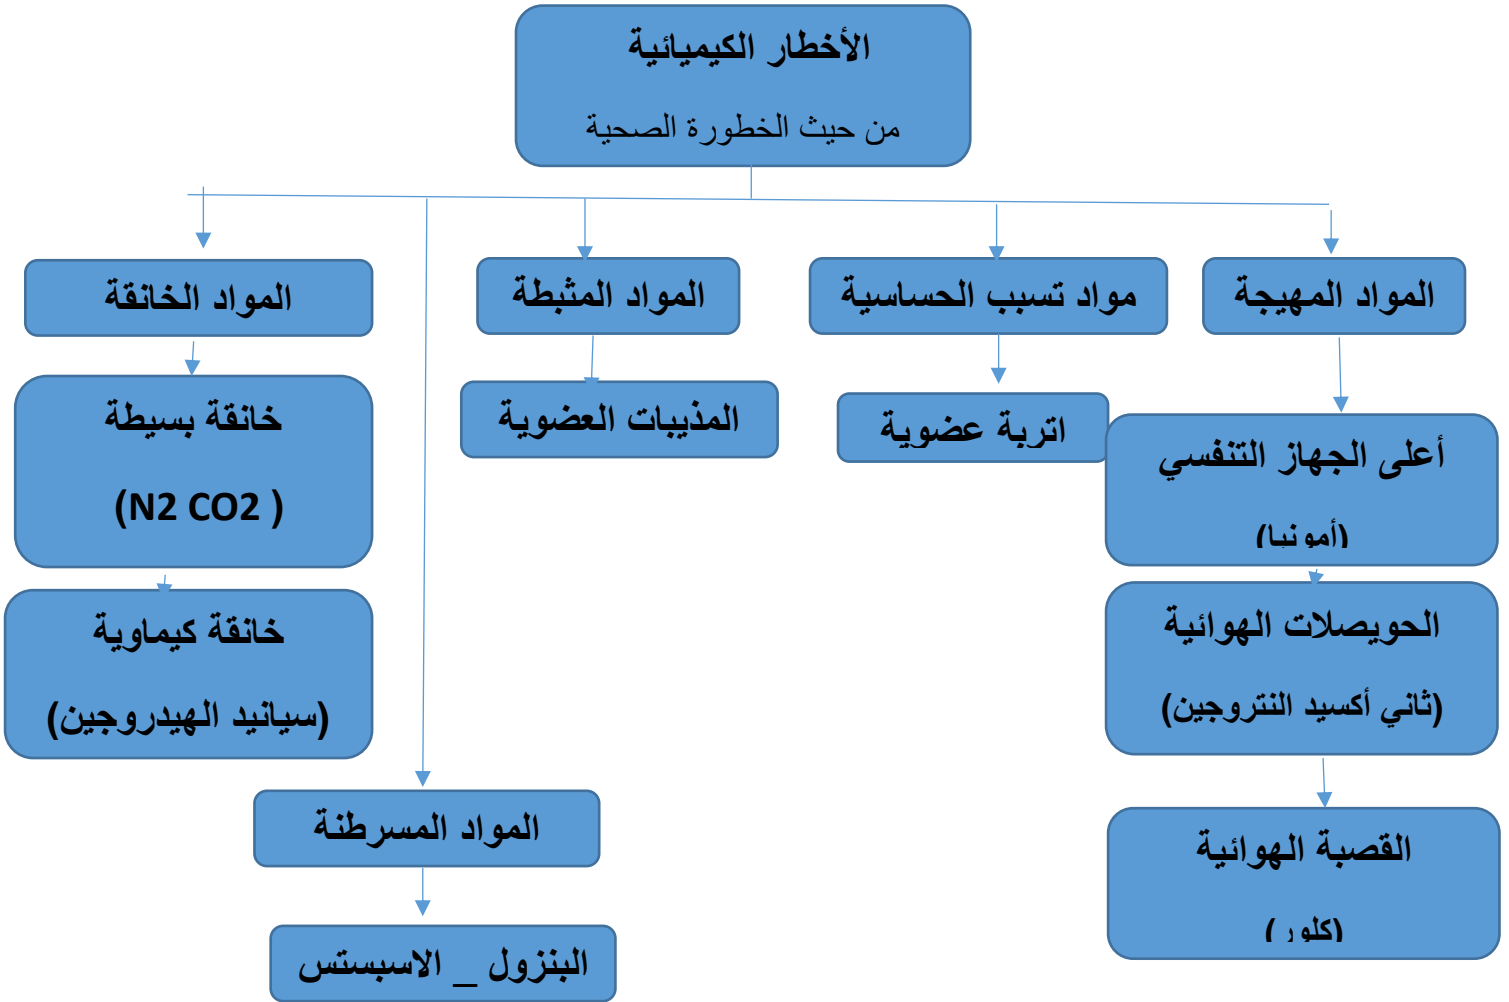 الأخطار الكيميائية
من حيث الخطورة الصحية
المواد المهيجة
أعلى الجهاز التنفسي
(أمونيا)
الحويصلات الهوائية
(ثاني أكسيد النتروجين)
القصبة الهوائية
(كلور)
مواد تسبب الحساسية
اتربة عضوية
المواد المثبطة
المذيبات العضوية
المواد المسرطنة
البنزول _ الاسبستس
المواد الخانقة
خانقة بسيطة
(N2 CO2 )
خانقة كيماوية
(سيانيد الهيدروجين)